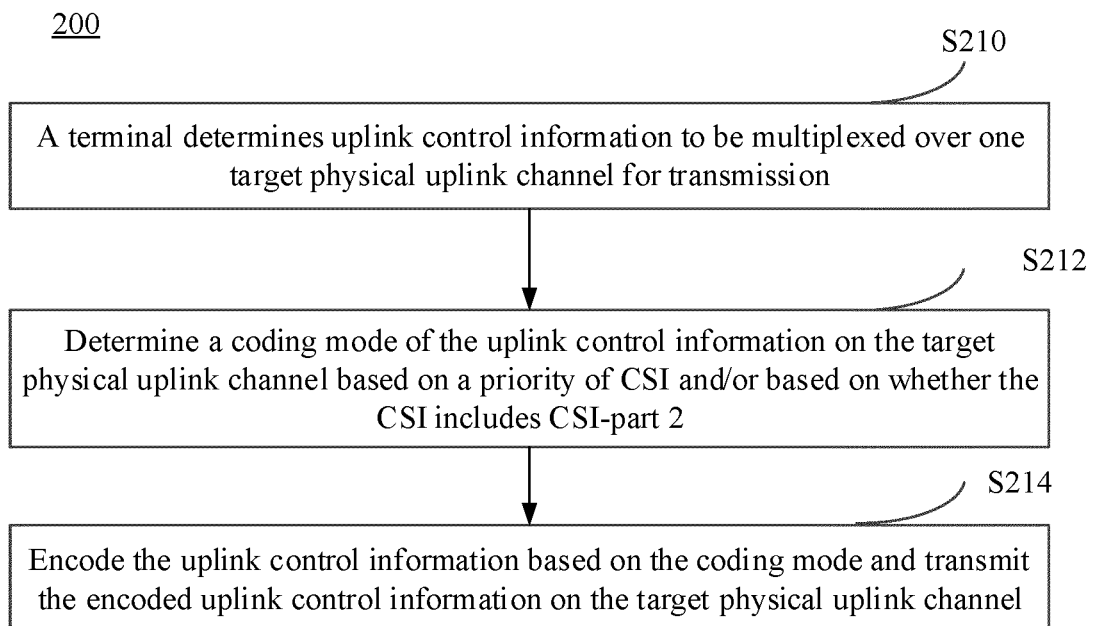 200
S210
A terminal determines uplink control information to be multiplexed over one
target physical uplink channel for transmission
S212
Determine a coding mode of the uplink control information on the target
physical uplink channel based on a priority of CSI and/or based on whether the
CSI includes CSI-part 2
S214
Encode the uplink control information based on the coding mode and transmit
the encoded uplink control information on the target physical uplink channel